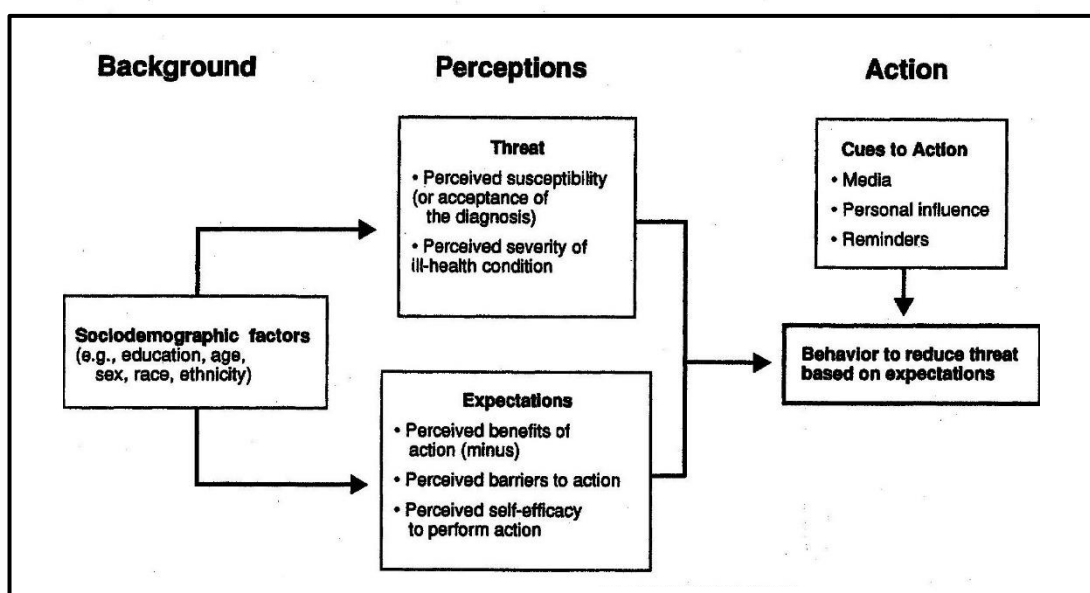 Background
Perceptions
Action
Threat
• Perceived susceptibility
(or acceptance of
the diagnosis)
• Perceived severity of
ill-health condition
Cues to Action
• Media
• Personal influence
• Reminders
Sociodemographic factors
(e.g., education, age,
sex, race, ethnicity)
Behavior to reduce threat
based on expectations
Expectations
• Perceived benefits of
action (minus)
• Perceived barriers to action
• Perceived self-efficacy
to perform action